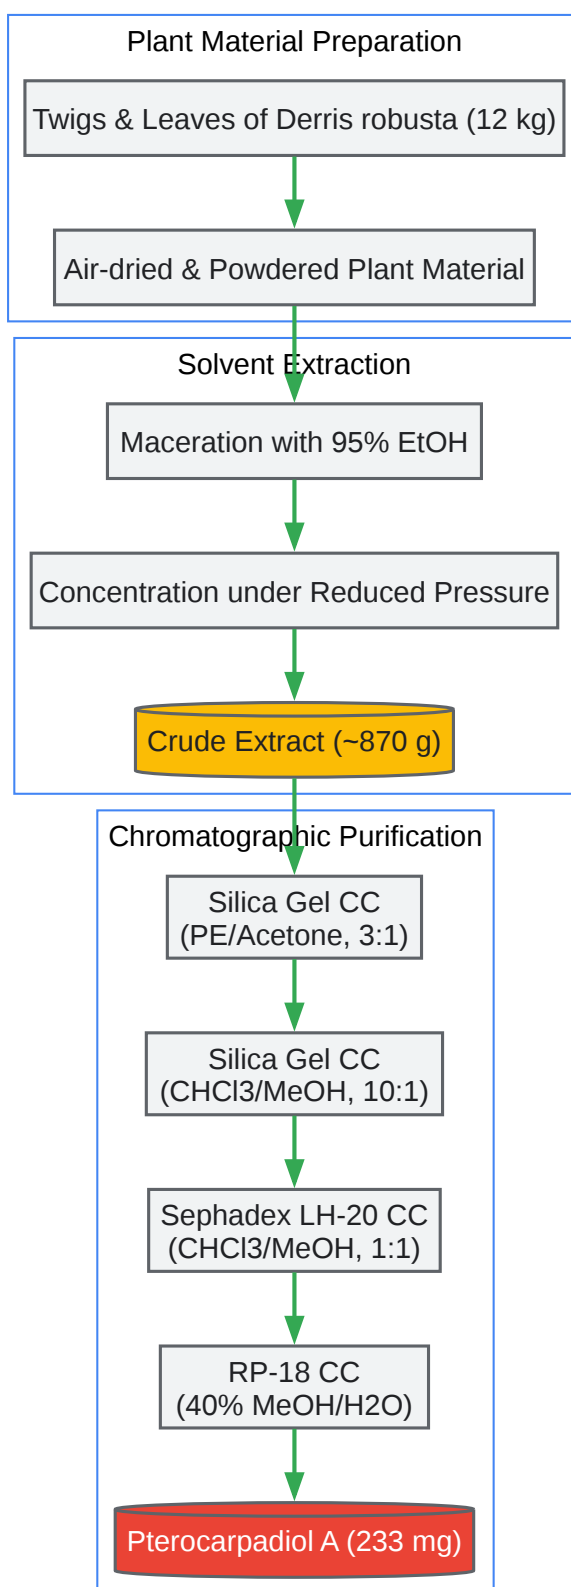 Plant Material Preparation
Twigs & Leaves of Derris robusta (12 kg)
Air-dried & Powdered Plant Material
Solvent Extraction
Maceration with 95% EtOH
Concentration under Reduced Pressure
Crude Extract (~870 g)
Chromatographic Purification
Silica Gel CC
(PE/Acetone, 3:1)
Silica Gel CC
(CHCl3/MeOH, 10:1)
Sephadex LH-20 CC
(CHCl3/MeOH, 1:1)
RP-18 CC
(40% MeOH/H2O)
Pterocarpadiol A (233 mg)